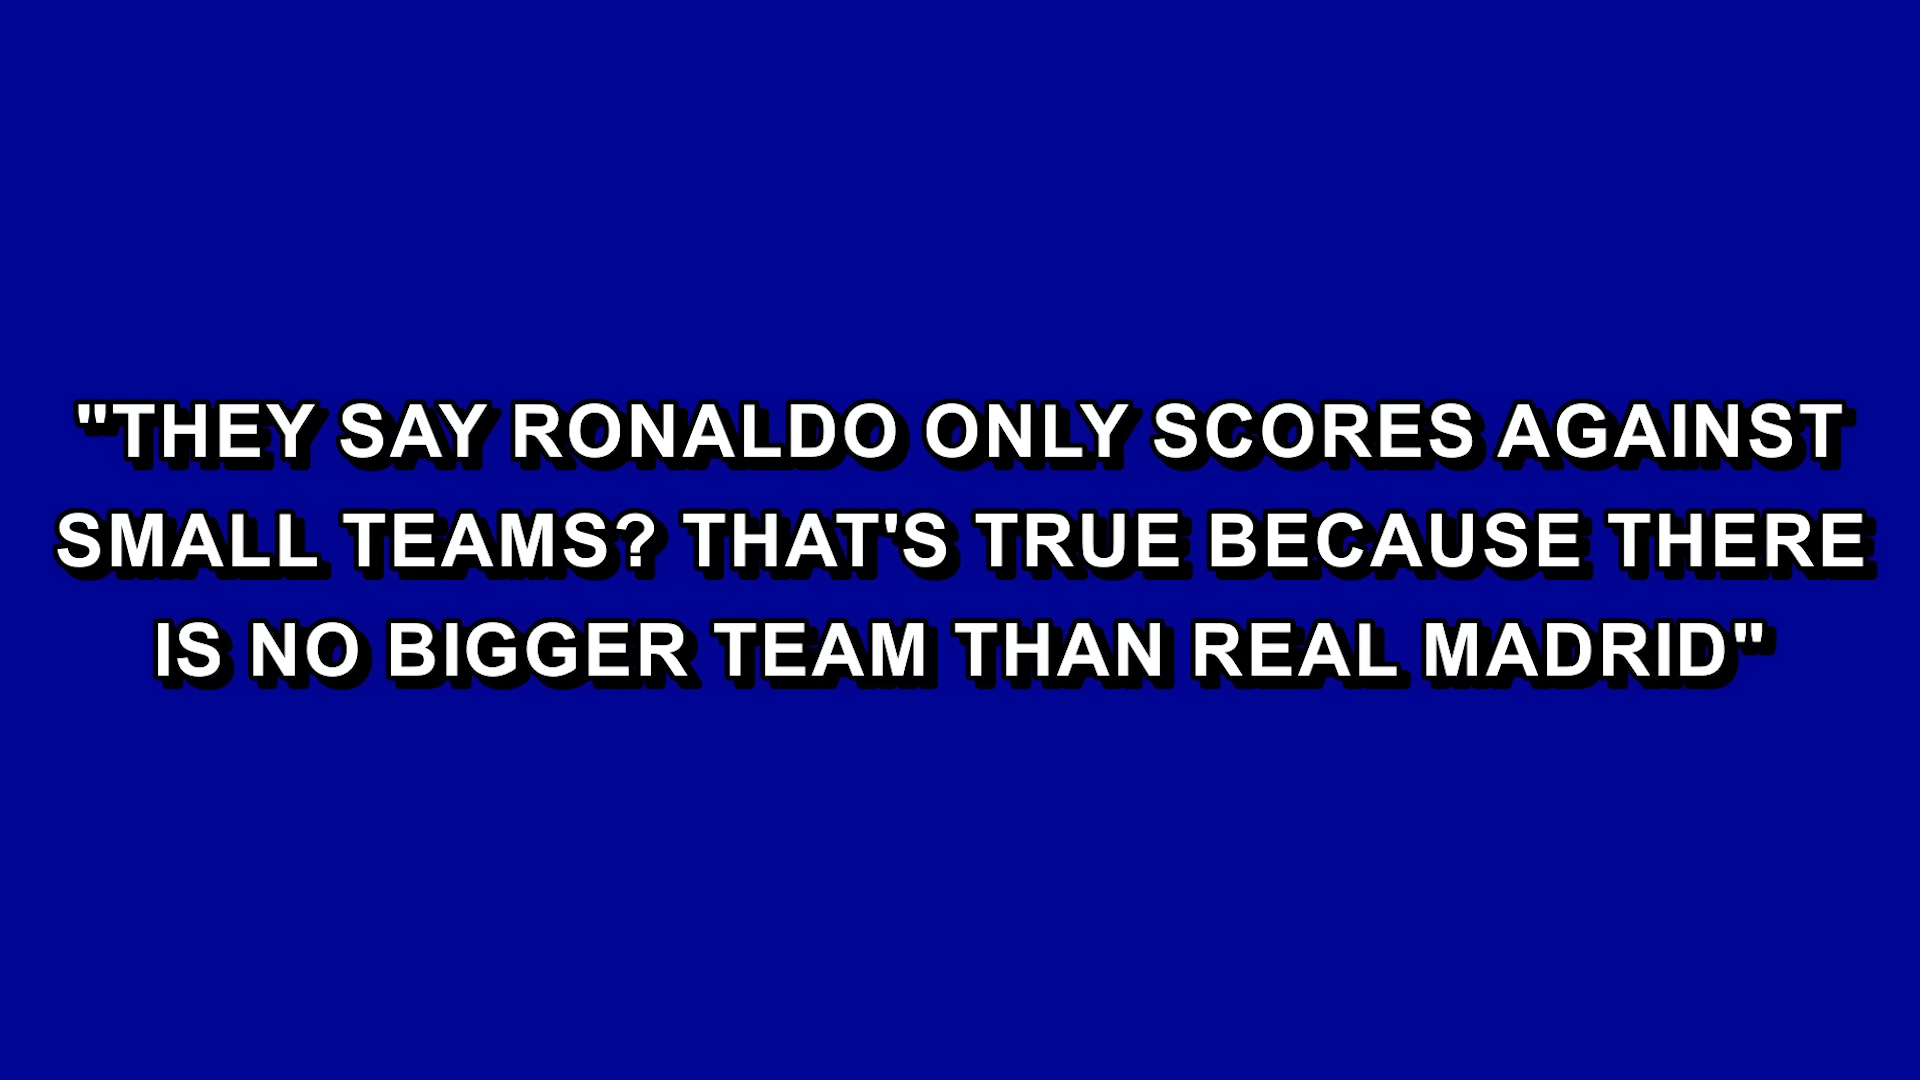 "THEY SAY RONALDO ONLY SCORES AGAINST
SMALL TEAMS? THAT'S TRUE BECAUSE THERE
IS NO BIGGER TEAM THAN REAL MADRID"